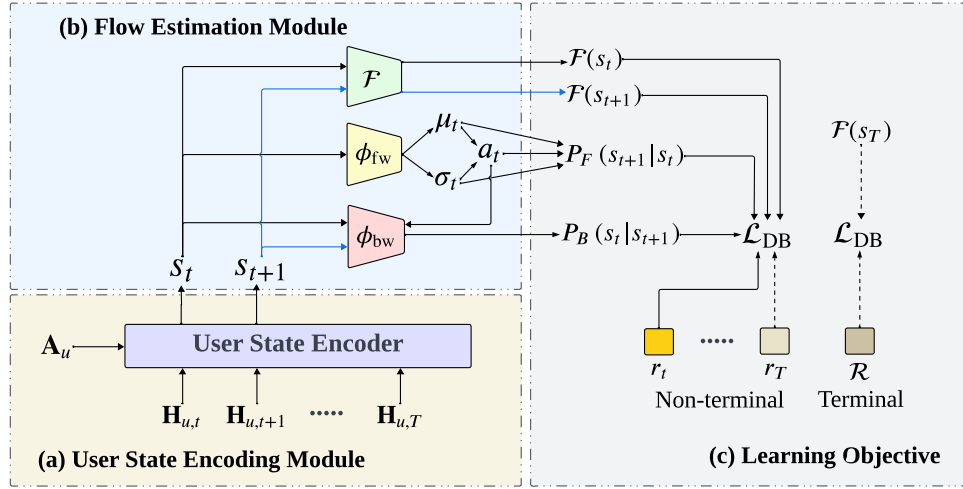 (b) Flow Estimation Module
ℱ
ϕ_fw
ϕ_bw
μ_t
a_t
σ_t
s_t
s_{t+1}
A_u
User State Encoder
H_{u,t}
H_{u,t+1}
.....
H_{u,T}
(a) User State Encoding Module
ℱ(s_t)
ℱ(s_{t+1})
P_F (s_{t+1}|s_t)
P_B (s_t|s_{t+1})
ℒ_DB
ℱ(s_T)
ℒ_DB
.....
r_t
r_T
ℛ
Non-terminal
Terminal
(c) Learning Objective